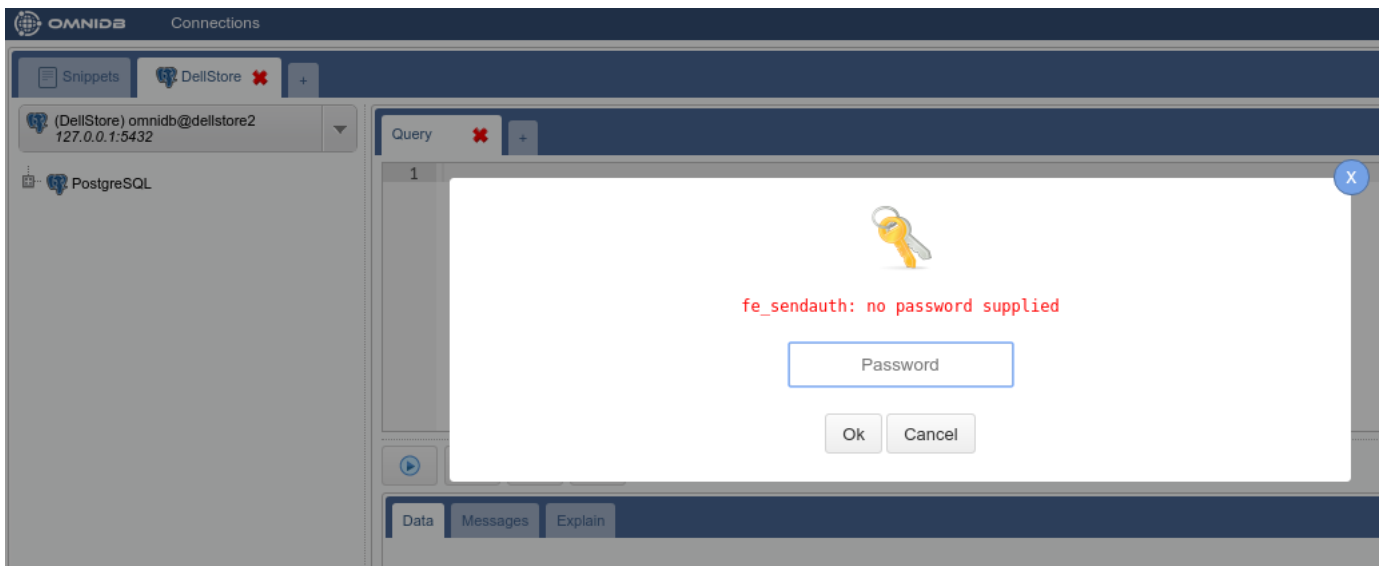 OMNIDB Connections
Snippets DellStore +
(DellStore) omnidb@dellstore2
127.0.0.1:5432
Query +
PostgreSQL
1
X
fe_sendauth: no password supplied
Password
Ok Cancel
Data Messages Explain